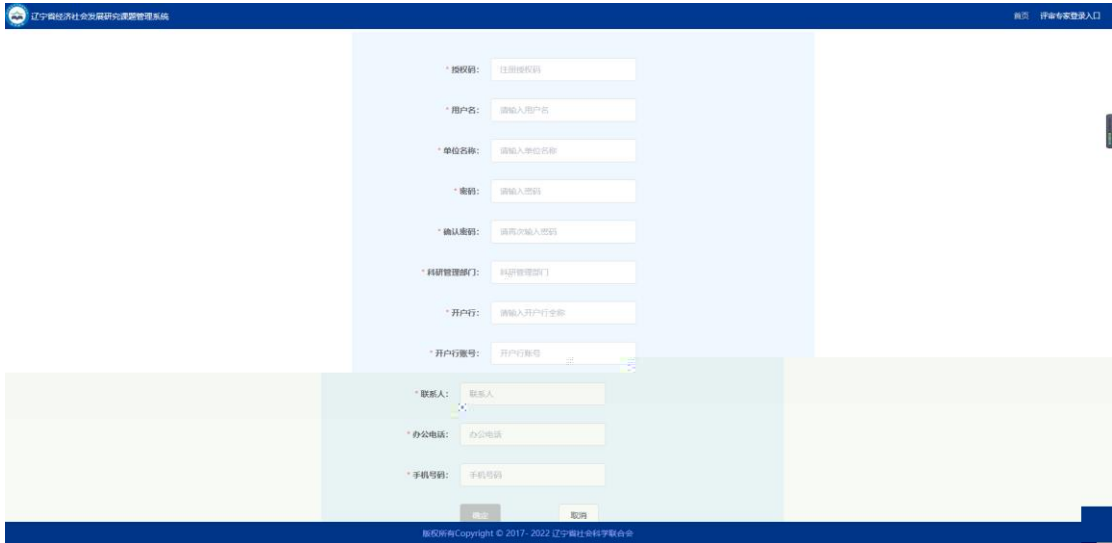 辽宁省经济社会发展研究课题管理系统
首页 评审专家登录入口
* 授权码: 注册授权码
* 用户名: 请输入用户名
* 单位名称: 请输入单位名称
* 密码: 请输入密码
* 确认密码: 请再次输入密码
* 科研管理部门: 科研管理部门
* 开户行: 请输入开户行全称
* 开户行账号: 开户行账号
* 联系人: 联系人
* 办公电话: 办公电话
* 手机号码: 手机号码
确定 取消
版权所有Copyright © 2017- 2022 辽宁省社会科学联合会